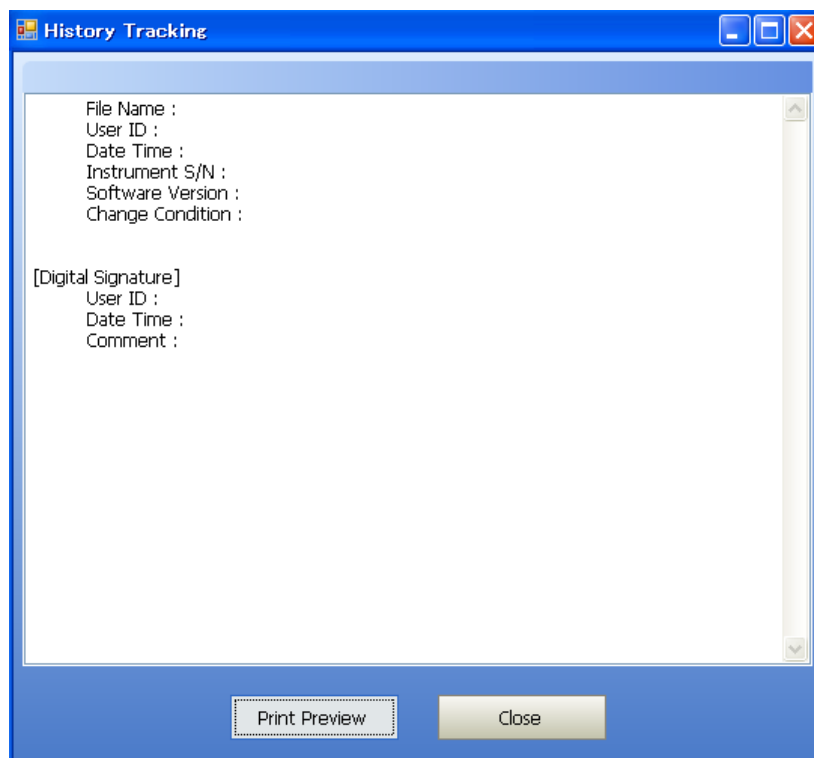 History Tracking
File Name :
User ID :
Date Time :
Instrument S/N :
Software Version :
Change Condition :
[Digital Signature]
User ID :
Date Time :
Comment :
Print Preview
Close